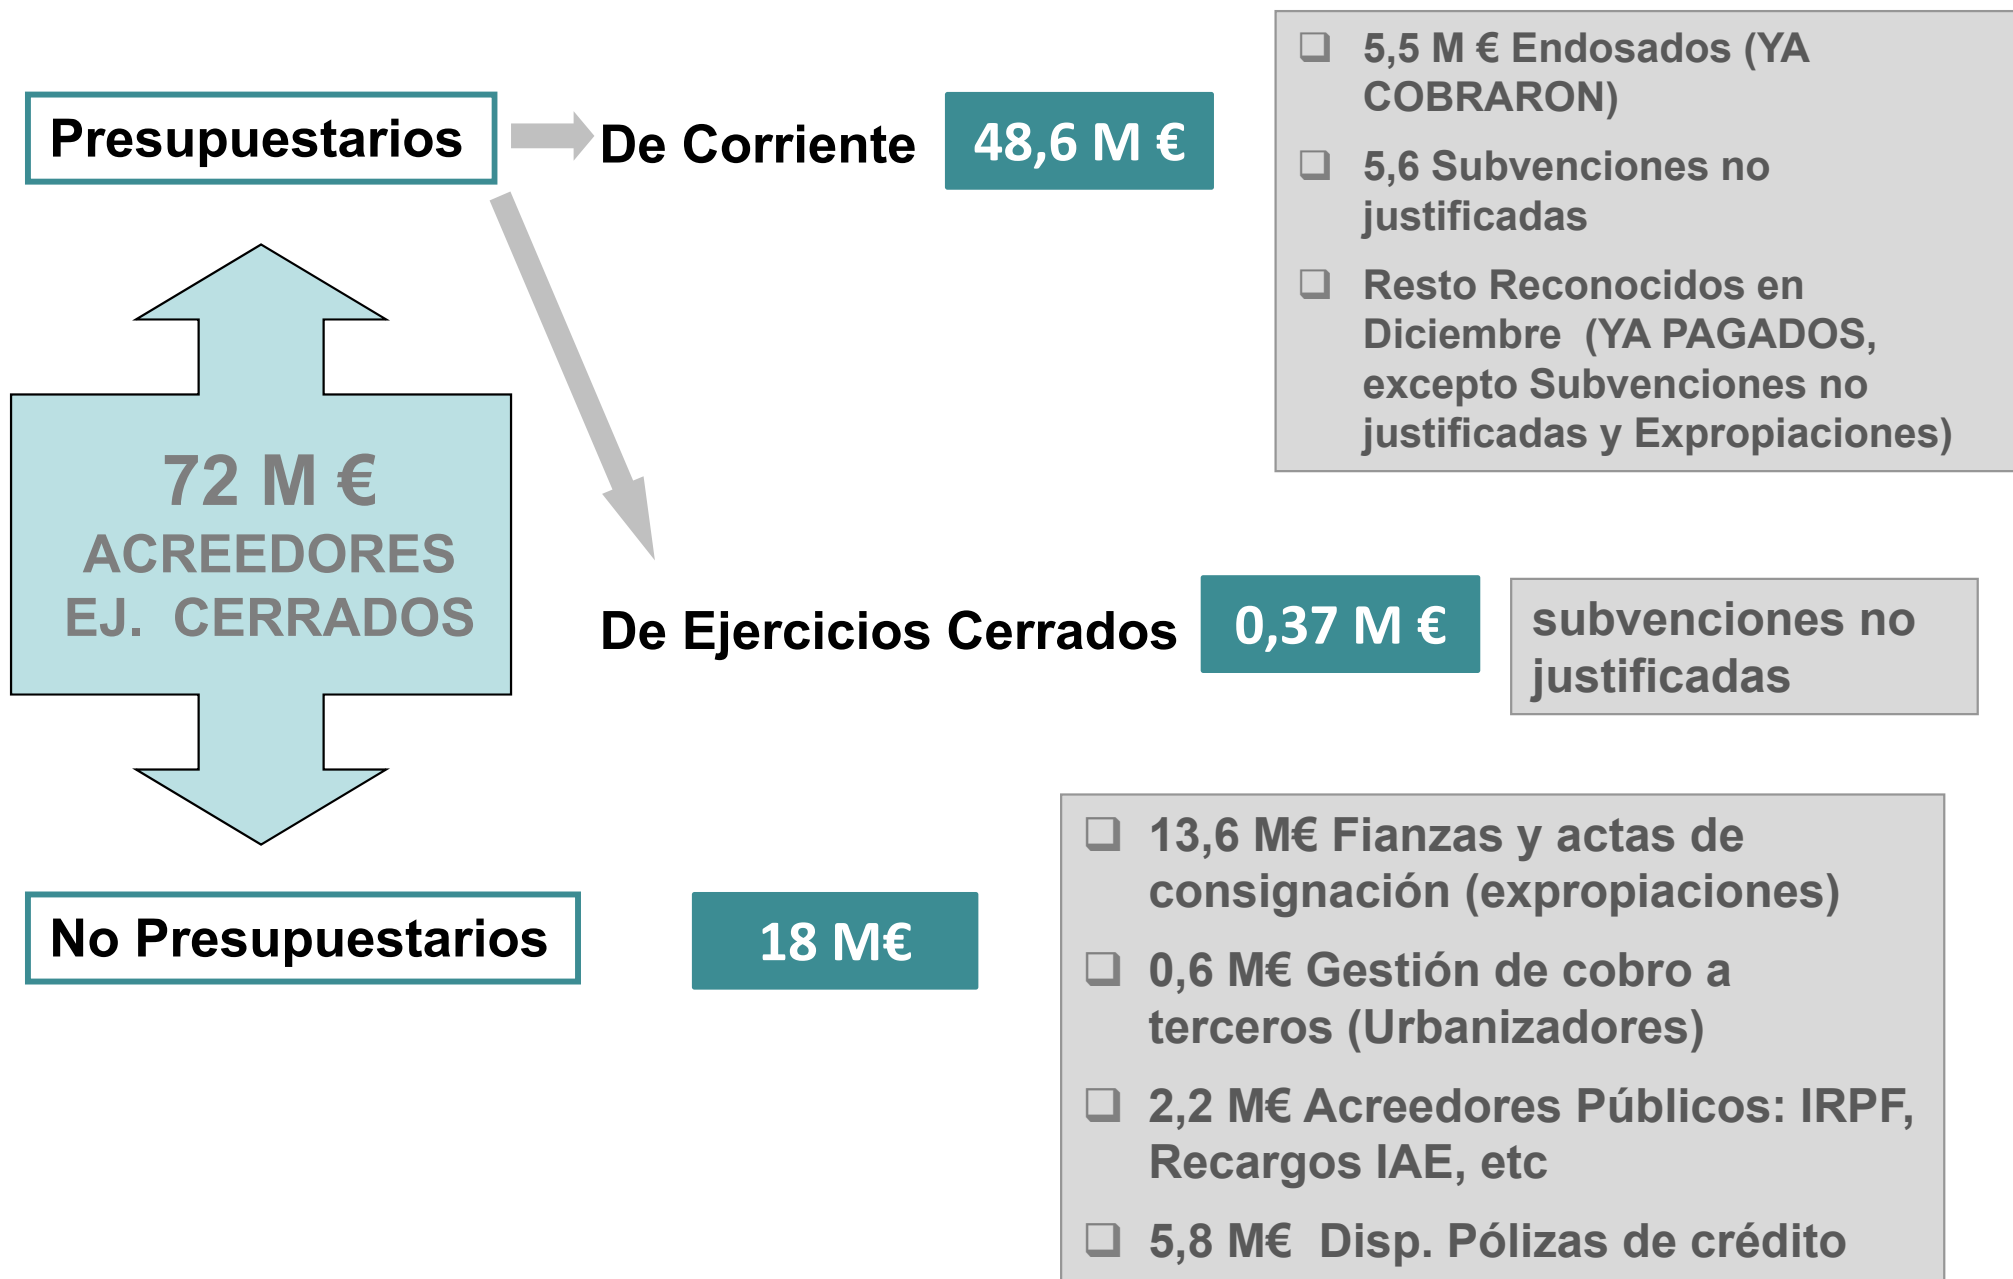 Presupuestarios
De Corriente
48,6 M €
❑ 5,5 M € Endosados (YA
COBRARON)
❑ 5,6 Subvenciones no
justificadas
❑ Resto Reconocidos en
Diciembre (YA PAGADOS,
excepto Subvenciones no
justificadas y Expropiaciones)
72 M €
ACREEDORES
EJ. CERRADOS
De Ejercicios Cerrados
0,37 M €
subvenciones no
justificadas
No Presupuestarios
18 M€
❑ 13,6 M€ Fianzas y actas de
consignación (expropiaciones)
❑ 0,6 M€ Gestión de cobro a
terceros (Urbanizadores)
❑ 2,2 M€ Acreedores Públicos: IRPF,
Recargos IAE, etc
❑ 5,8 M€ Disp. Pólizas de crédito